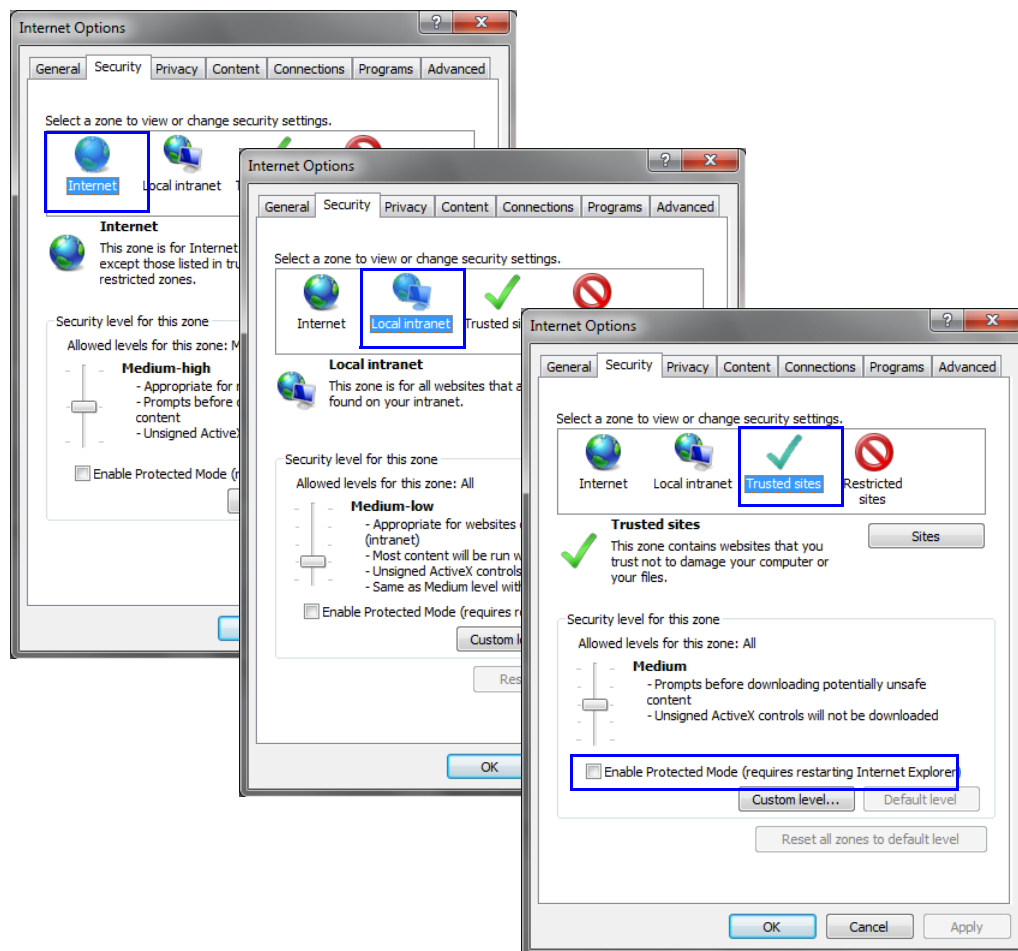 Internet Options
General Security Privacy Content Connections Programs Advanced
Select a zone to view or change security settings.
Internet Local intranet
Internet
This zone is for Internet
except those listed in
restricted zones.
Security level for this zone
Allowed levels for this zone:
Medium-high
- Appropriate for
- Prompts before
content
- Unsigned ActiveX
Enable Protected Mode
Internet Options
General Security Privacy Content Connections Programs Advanced
Select a zone to view or change security settings.
Internet Local intranet Trusted
Local intranet
This zone is for all websites that
found on your intranet.
Security level for this zone
Allowed levels for this zone: All
Medium-low
- Appropriate for websites
(intranet)
- Most content will be run
- Unsigned ActiveX controls
- Same as Medium level
Enable Protected Mode (requires
Custom
OK
Internet Options
General Security Privacy Content Connections Programs Advanced
Select a zone to view or change security settings.
Internet Local intranet Trusted sites Restricted
sites
Trusted sites
This zone contains websites that you
trust not to damage your computer or
your files.
Sites
Security level for this zone
Allowed levels for this zone: All
Medium
- Prompts before downloading potentially unsafe
content
- Unsigned ActiveX controls will not be downloaded
Enable Protected Mode (requires restarting Internet Explorer)
Custom level... Default level
Reset all zones to default level
OK Cancel Apply